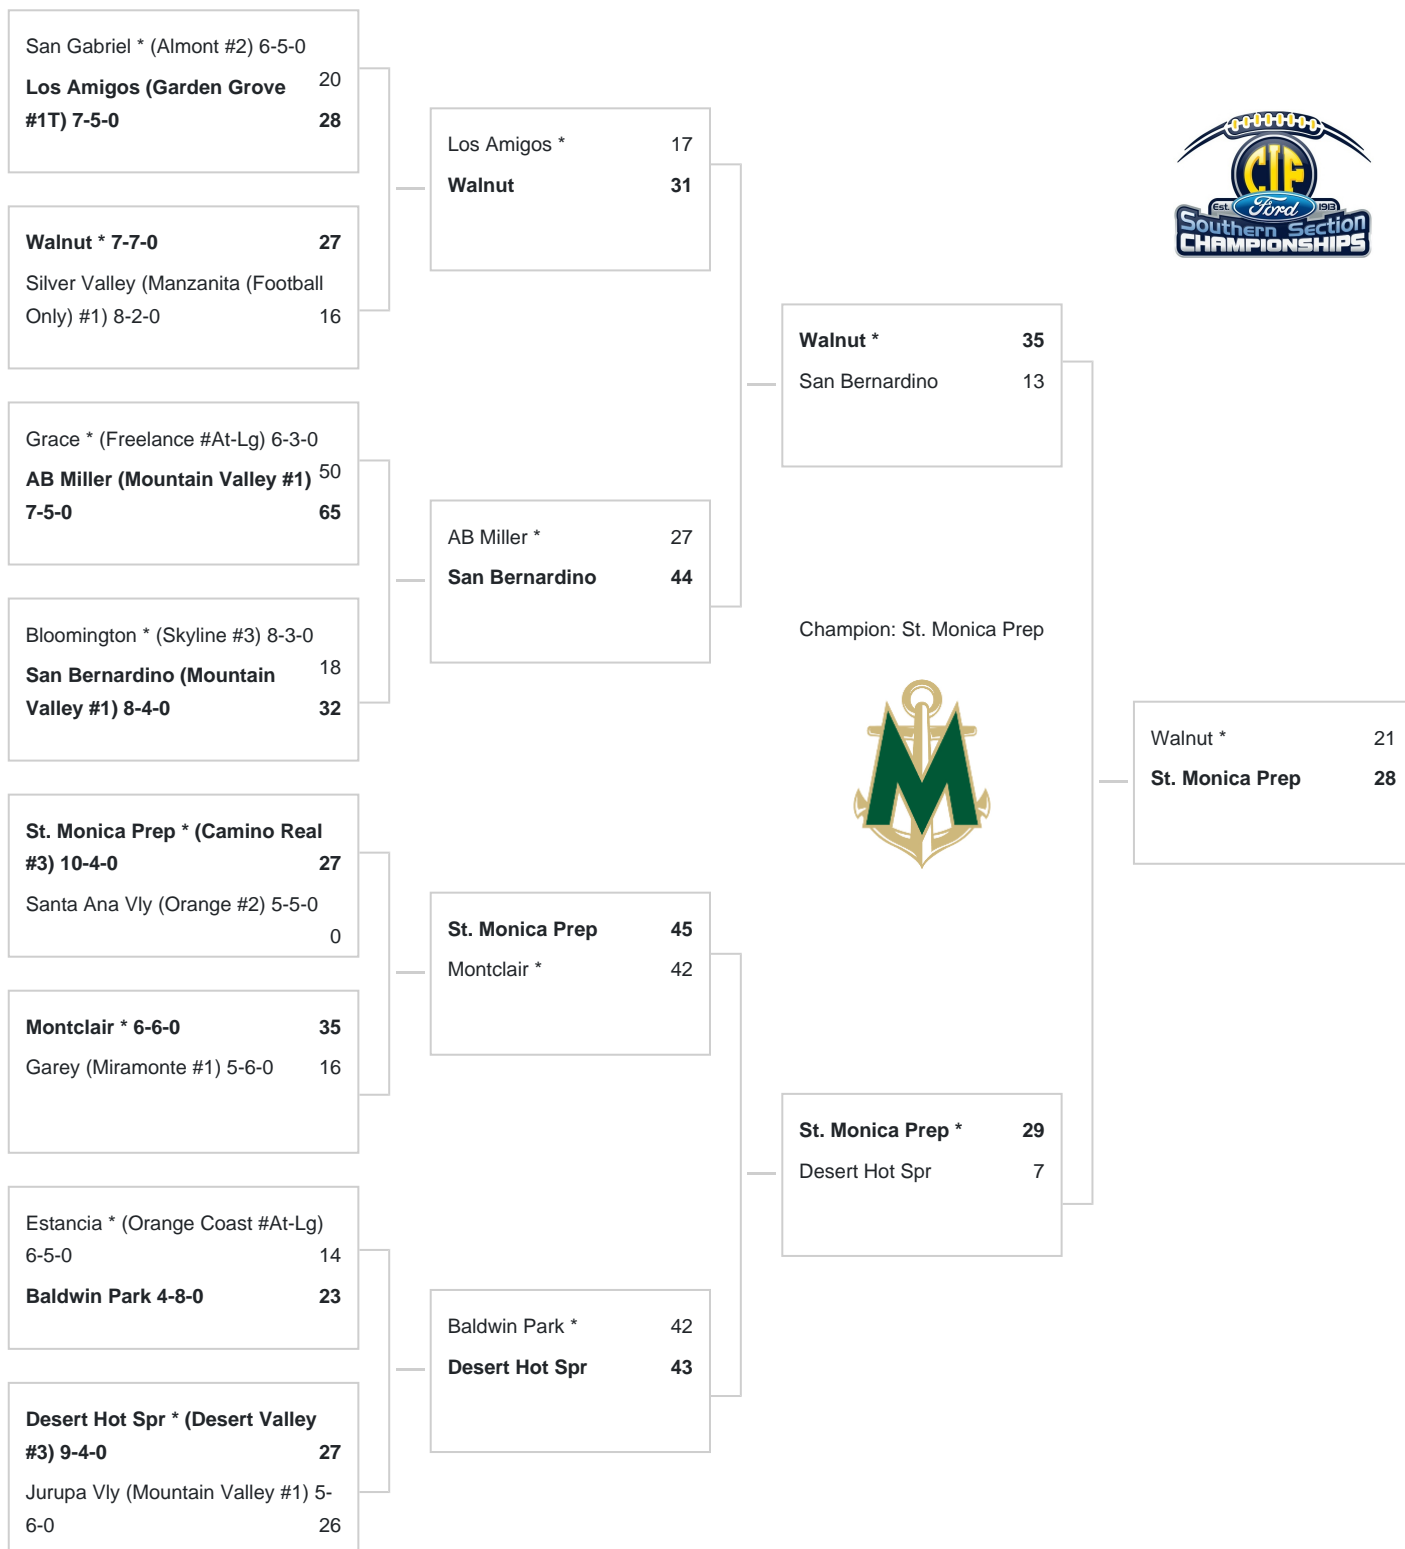 San Gabriel * (Almont #2) 6-5-0
20
Los Amigos (Garden Grove
#1T) 7-5-0 28
Walnut * 7-7-0 27
Silver Valley (Manzanita (Football
Only) #1) 8-2-0 16
Grace * (Freelance #At-Lg) 6-3-0
50
AB Miller (Mountain Valley #1)
7-5-0 65
Bloomington * (Skyline #3) 8-3-0
18
San Bernardino (Mountain
Valley #1) 8-4-0 32
St. Monica Prep * (Camino Real
#3) 10-4-0 27
Santa Ana Vly (Orange #2) 5-5-0
0
Montclair * 6-6-0 35
Garey (Miramonte #1) 5-6-0 16
Estancia * (Orange Coast #At-Lg)
6-5-0 14
Baldwin Park 4-8-0 23
Desert Hot Spr * (Desert Valley
#3) 9-4-0 27
Jurupa Vly (Mountain Valley #1) 5-
6-0 26
Los Amigos * 17
Walnut 31
AB Miller * 27
San Bernardino 44
St. Monica Prep 45
Montclair * 42
Baldwin Park * 42
Desert Hot Spr 43
Walnut * 35
San Bernardino 13
Champion: St. Monica Prep
M
St. Monica Prep * 29
Desert Hot Spr 7
CIF
Est. Ford 1913
Southern Section
CHAMPIONSHIPS
Walnut * 21
St. Monica Prep 28